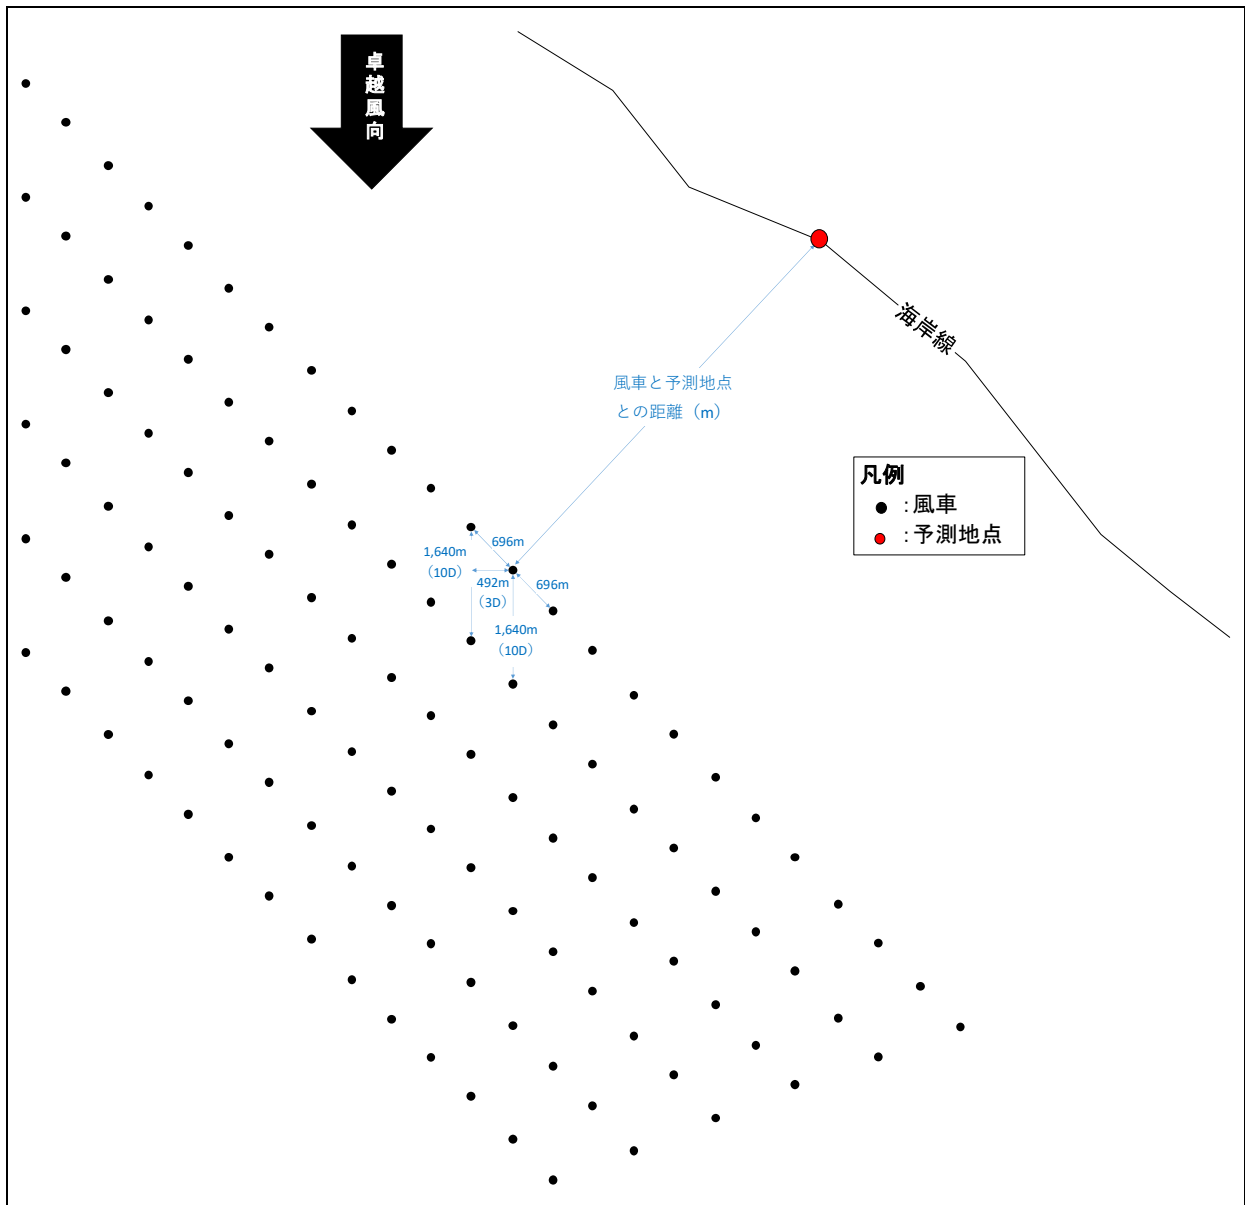 卓越風向
海岸線
風車と予測地点
との距離（m）
凡例
：風車
：予測地点
696m
1,640m
（10D）
492m
（3D）
696m
1,640m
（10D）